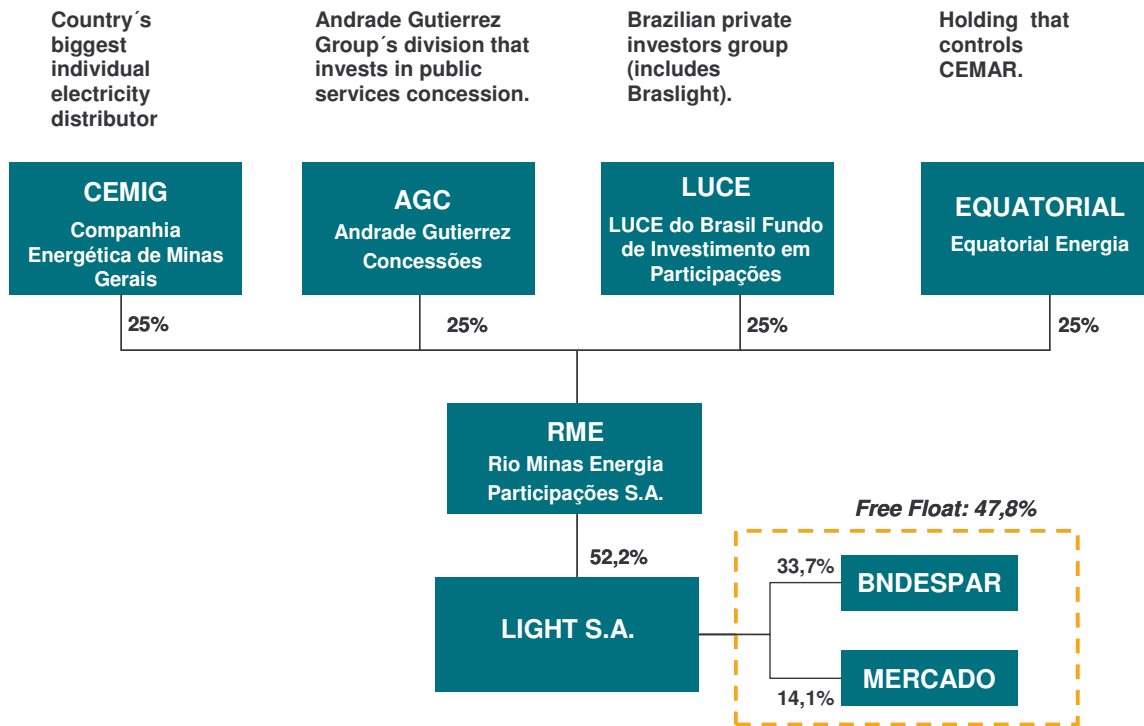 Country´s
biggest
individual
electricity
distributor
Andrade Gutierrez
Group´s division that
invests in public
services concession.
Brazilian private
investors group
(includes
Braslight).
Holding that
controls
CEMAR.
CEMIG
Companhia
Energética de Minas
Gerais
AGC
Andrade Gutierrez
Concessões
LUCE
LUCE do Brasil Fundo
de Investimento em
Participações
EQUATORIAL
Equatorial Energia
25%
25%
25%
25%
RME
Rio Minas Energia
Participações S.A.
52,2%
LIGHT S.A.
Free Float: 47,8%
33,7%
BNDESPAR
MERCADO
14,1%